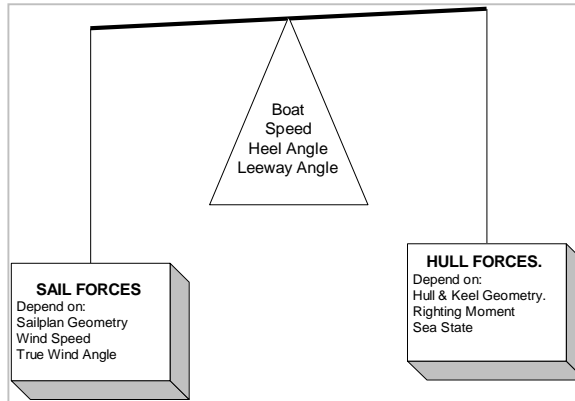 Boat
Speed
Heel Angle
Leeway Angle
SAIL FORCES
Depend on:
Sailplan Geometry
Wind Speed
True Wind Angle
HULL FORCES.
Depend on:
Hull & Keel Geometry.
Righting Moment
Sea State